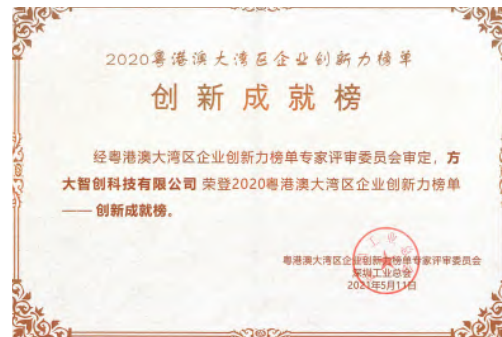 2020粤港澳大湾区企业创新力榜单
创新成就榜
经粤港澳大湾区企业创新力榜单专家评审委员会审定，方
大智创科技有限公司 荣登2020粤港澳大湾区企业创新力榜单
—— 创新成就榜。
粤港澳大湾区企业创新力榜单专家评审委员会
深圳工业总会
2021年5月11日